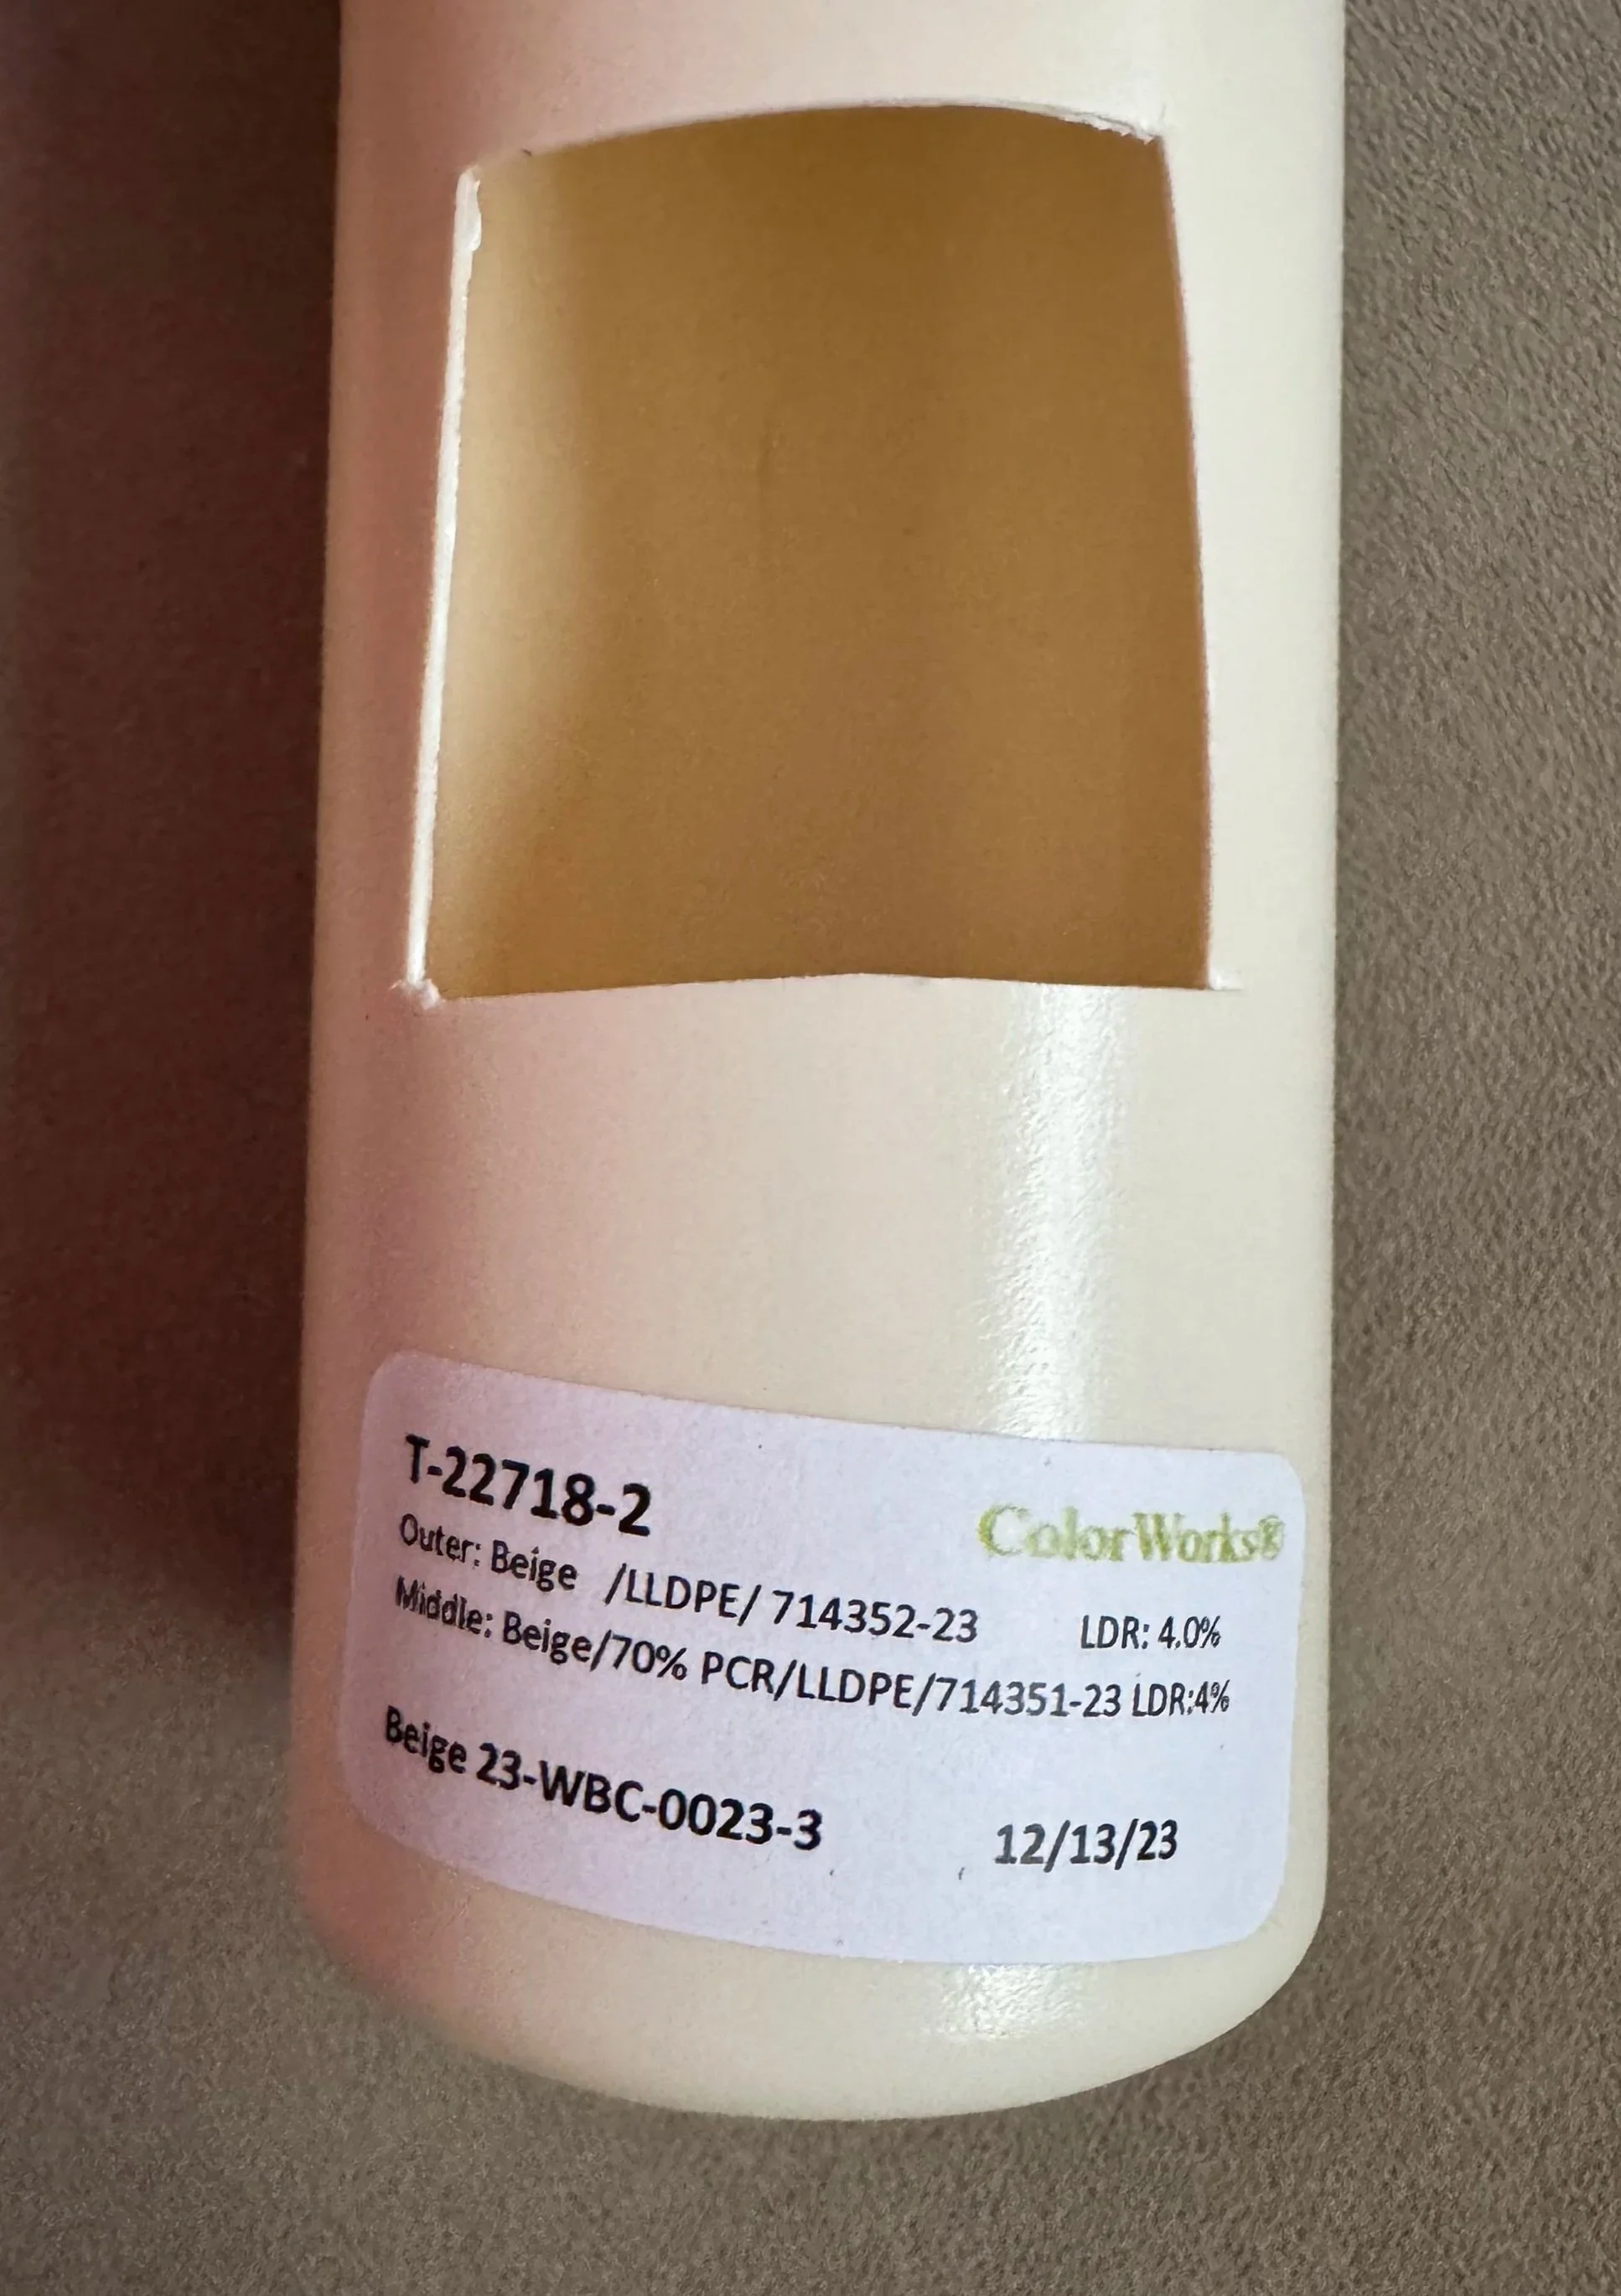 T-22718-2
ColorWorks®
Outer: Beige /LLDPE/ 714352-23 LDR: 4.0%
Middle: Beige/70% PCR/LLDPE/714351-23 LDR:4%
Beige 23-WBC-0023-3 12/13/23